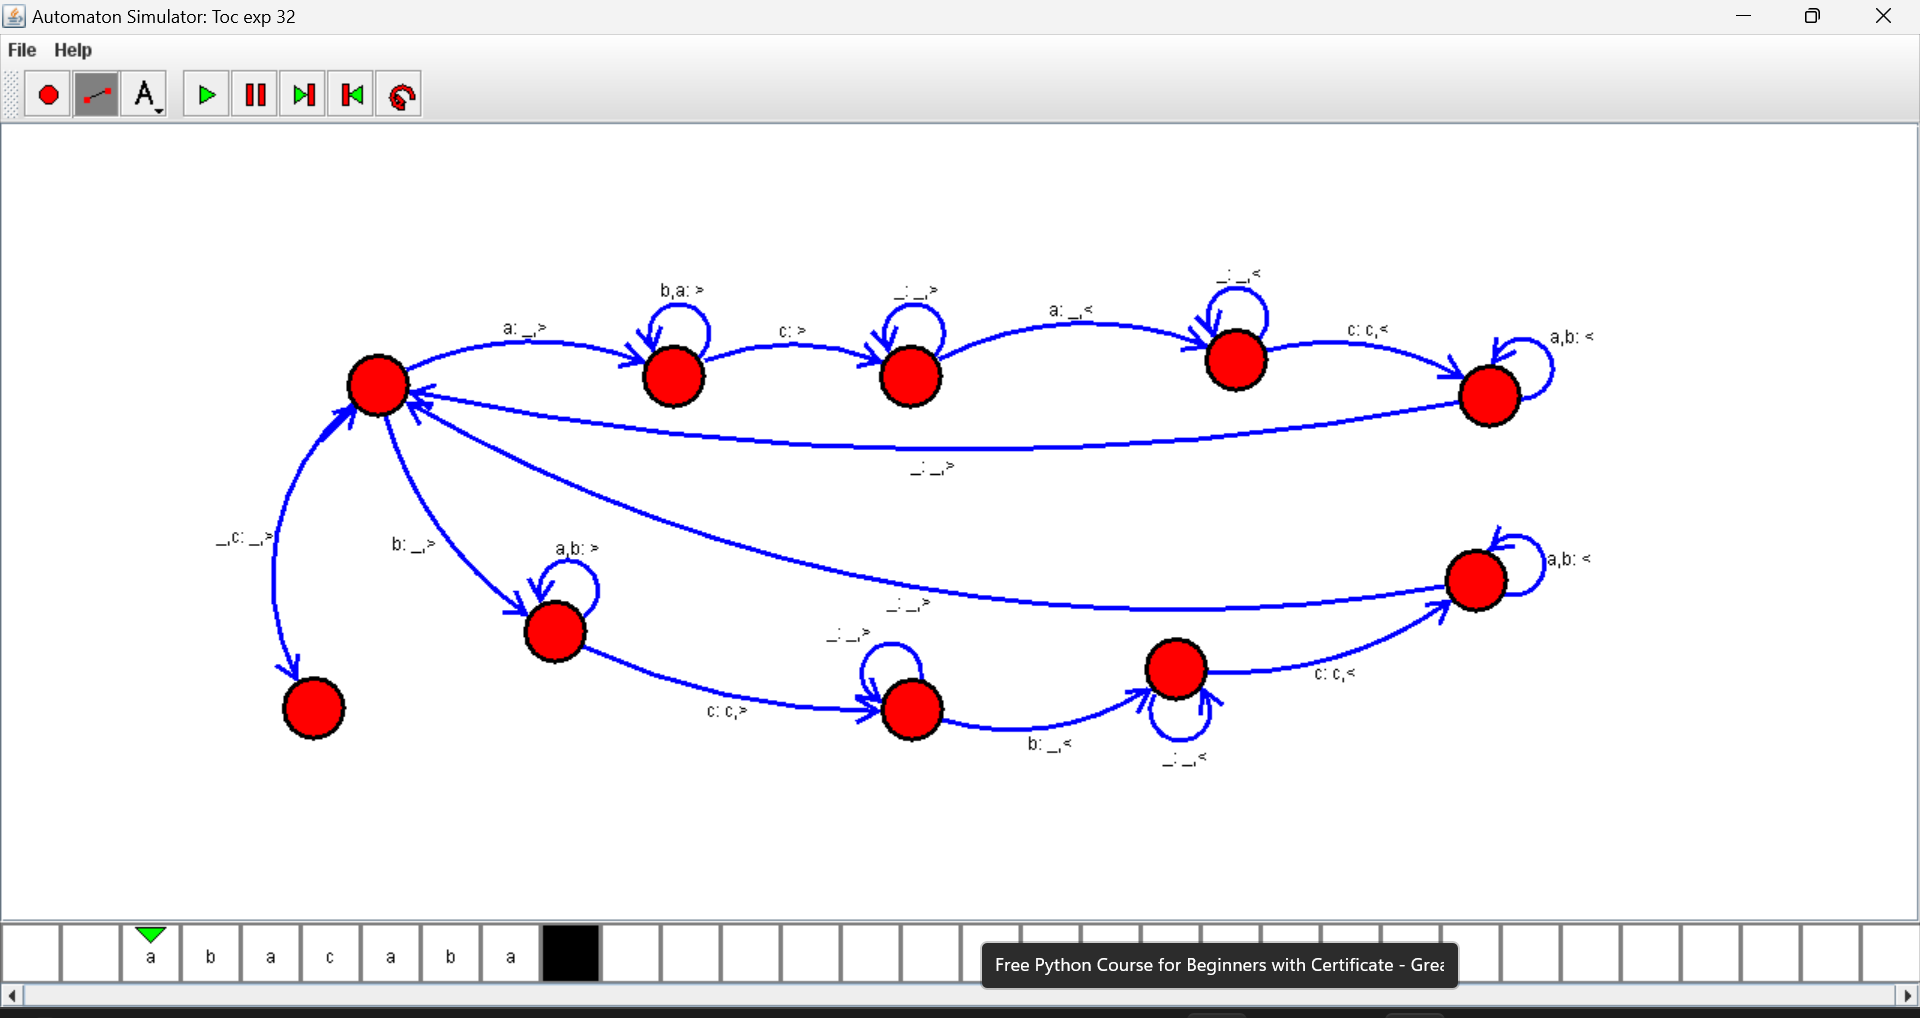 Automaton Simulator: Toc exp 32
File Help
A
_: _,<
b,a: >
_: _,>
a: _,<
a: _,>
c: >
c: c,<
a,b: <
_: _,>
_,c: _,>
b: _,>
a,b: >
a,b: <
_: _,>
_: _,>
c: c,<
c: c,>
b: _,<
_: _,<
a b a c a b a
Free Python Course for Beginners with Certificate - Grea